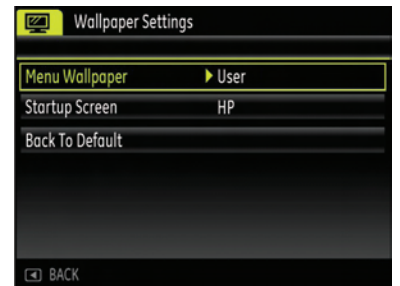 Wallpaper Settings
Menu Wallpaper User
Startup Screen HP
Back To Default
BACK